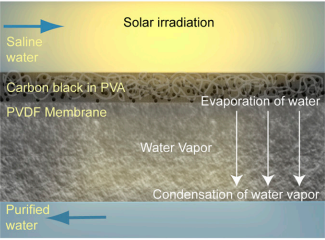 Solar irradiation
Saline
water
Carbon black in PVA
Evaporation of water
PVDF Membrane
Water Vapor
Condensation of water vapor
Purified
water